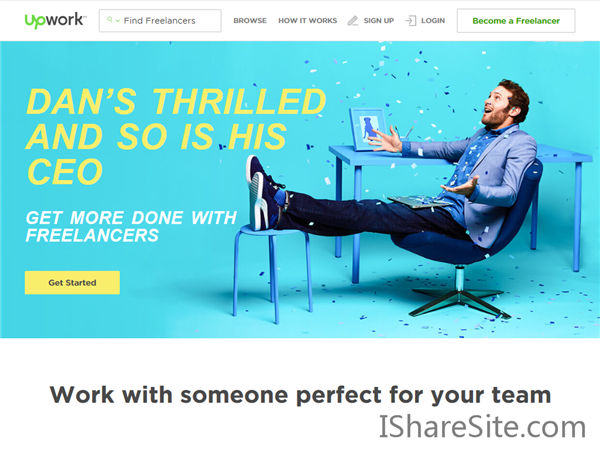 Upwork™
Find Freelancers
BROWSE HOW IT WORKS SIGN UP LOGIN
Become a Freelancer
DAN'S THRILLED
AND SO IS HIS
CEO
GET MORE DONE WITH
FREELANCERS
Get Started
Work with someone perfect for your team
IShareSite.com